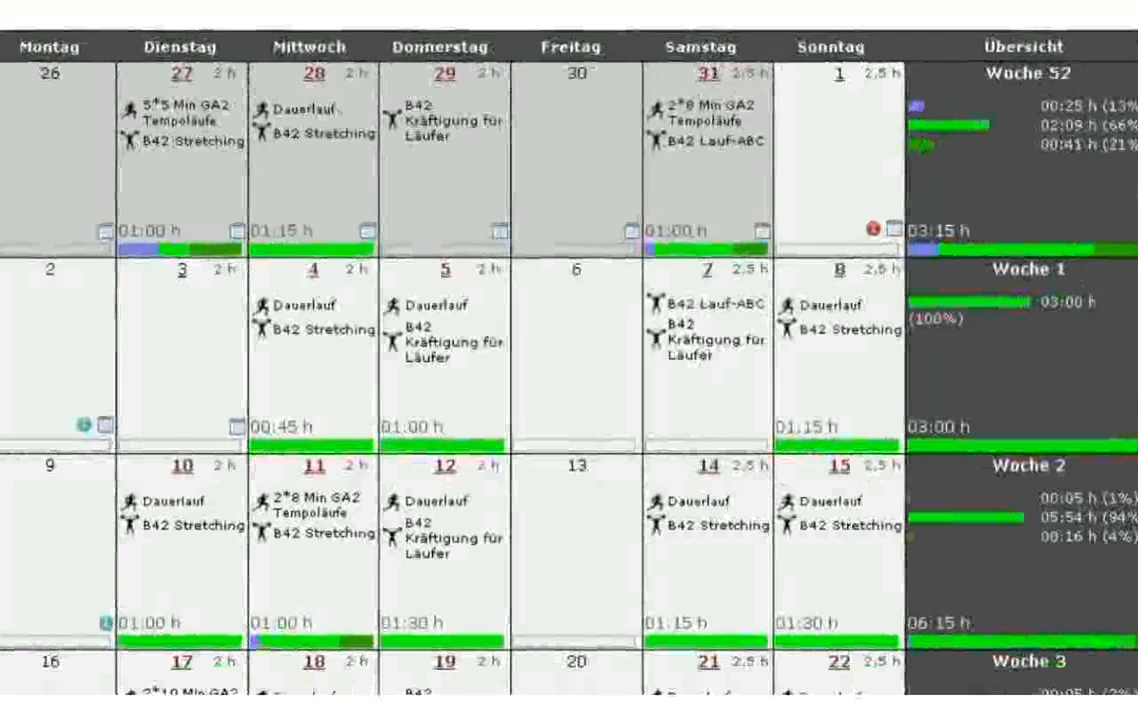 Montag Dienstag Mittwoch Donnerstag Freitag Samstag Sonntag Übersicht
26 27 2 h 28 2 h 29 2 h 30 31 2,5 h 1 2,5 h Woche 52
5*5 Min GA2 Tempoläufe
B42 Stretching
Dauerlauf
B42 Stretching
B42
Kräftigung für
Läufer
2*8 Min GA2
Tempoläufe
B42 Lauf-ABC
00:25 h (13%
02:09 h (66%
00:41 h (21%
01:00 h 01:15 h 01:00 h 03:15 h
2 3 2 h 4 2 h 5 2 h 6 7 2,5 h 8 2,5 h Woche 1
Dauerlauf
B42 Stretching
Dauerlauf
B42
Kräftigung für
Läufer
B42 Lauf-ABC
B42
Kräftigung für
Läufer
Dauerlauf
B42 Stretching
03:00 h
(100%)
00:45 h 01:00 h 01:15 h 03:00 h
9 10 2 h 11 2 h 12 2 h 13 14 2,5 h 15 2,5 h Woche 2
Dauerlauf
B42 Stretching
2*8 Min GA2
Tempoläufe
B42 Stretching
Dauerlauf
B42
Kräftigung für
Läufer
Dauerlauf
B42 Stretching
Dauerlauf
B42 Stretching
00:05 h (1%)
05:54 h (94%
00:16 h (4%)
01:00 h 01:00 h 01:30 h 01:15 h 01:30 h 06:15 h
16 17 2 h 18 2 h 19 2 h 20 21 2,5 h 22 2,5 h Woche 3
2*10 Min GA2
B42